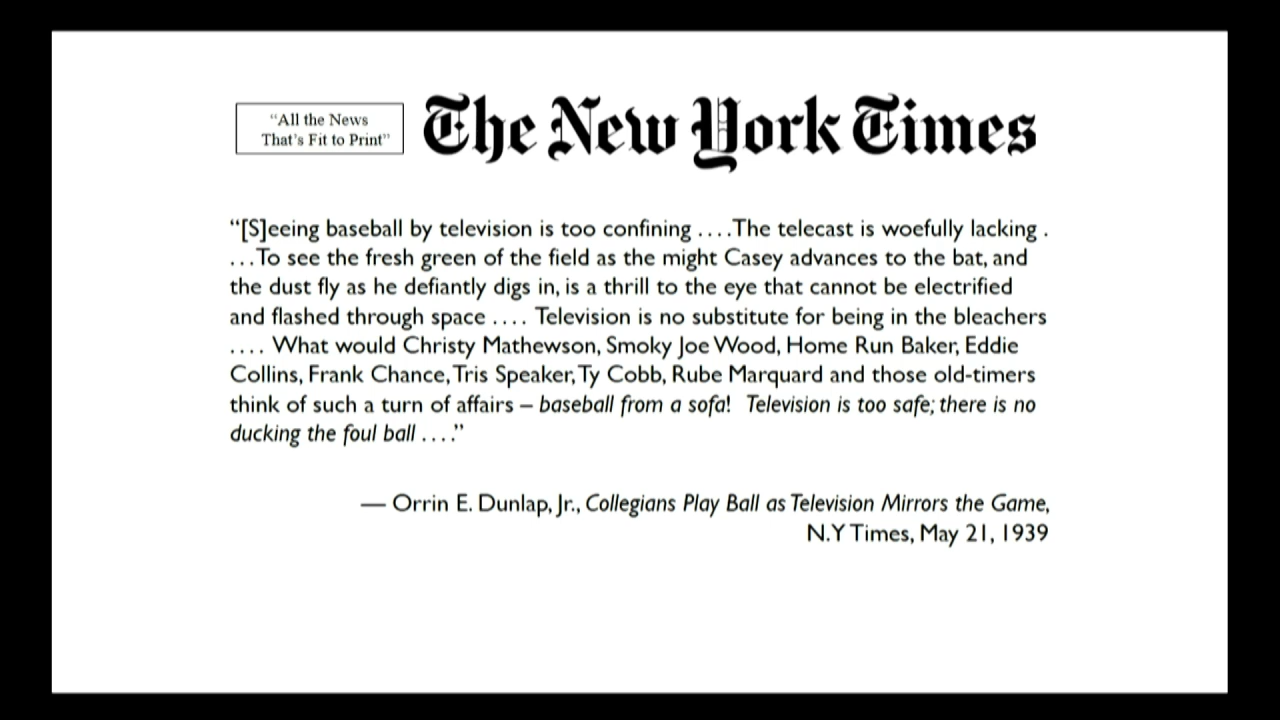 “All the News
That’s Fit to Print”
The New York Times
“[S]eeing baseball by television is too confining . . . .The telecast is woefully lacking .
. . .To see the fresh green of the field as the might Casey advances to the bat, and
the dust fly as he defiantly digs in, is a thrill to the eye that cannot be electrified
and flashed through space . . . . Television is no substitute for being in the bleachers
. . . . What would Christy Mathewson, Smoky Joe Wood, Home Run Baker, Eddie
Collins, Frank Chance, Tris Speaker, Ty Cobb, Rube Marquard and those old-timers
think of such a turn of affairs – baseball from a sofa! Television is too safe; there is no
ducking the foul ball . . . .”
— Orrin E. Dunlap, Jr., Collegians Play Ball as Television Mirrors the Game,
N.Y Times, May 21, 1939